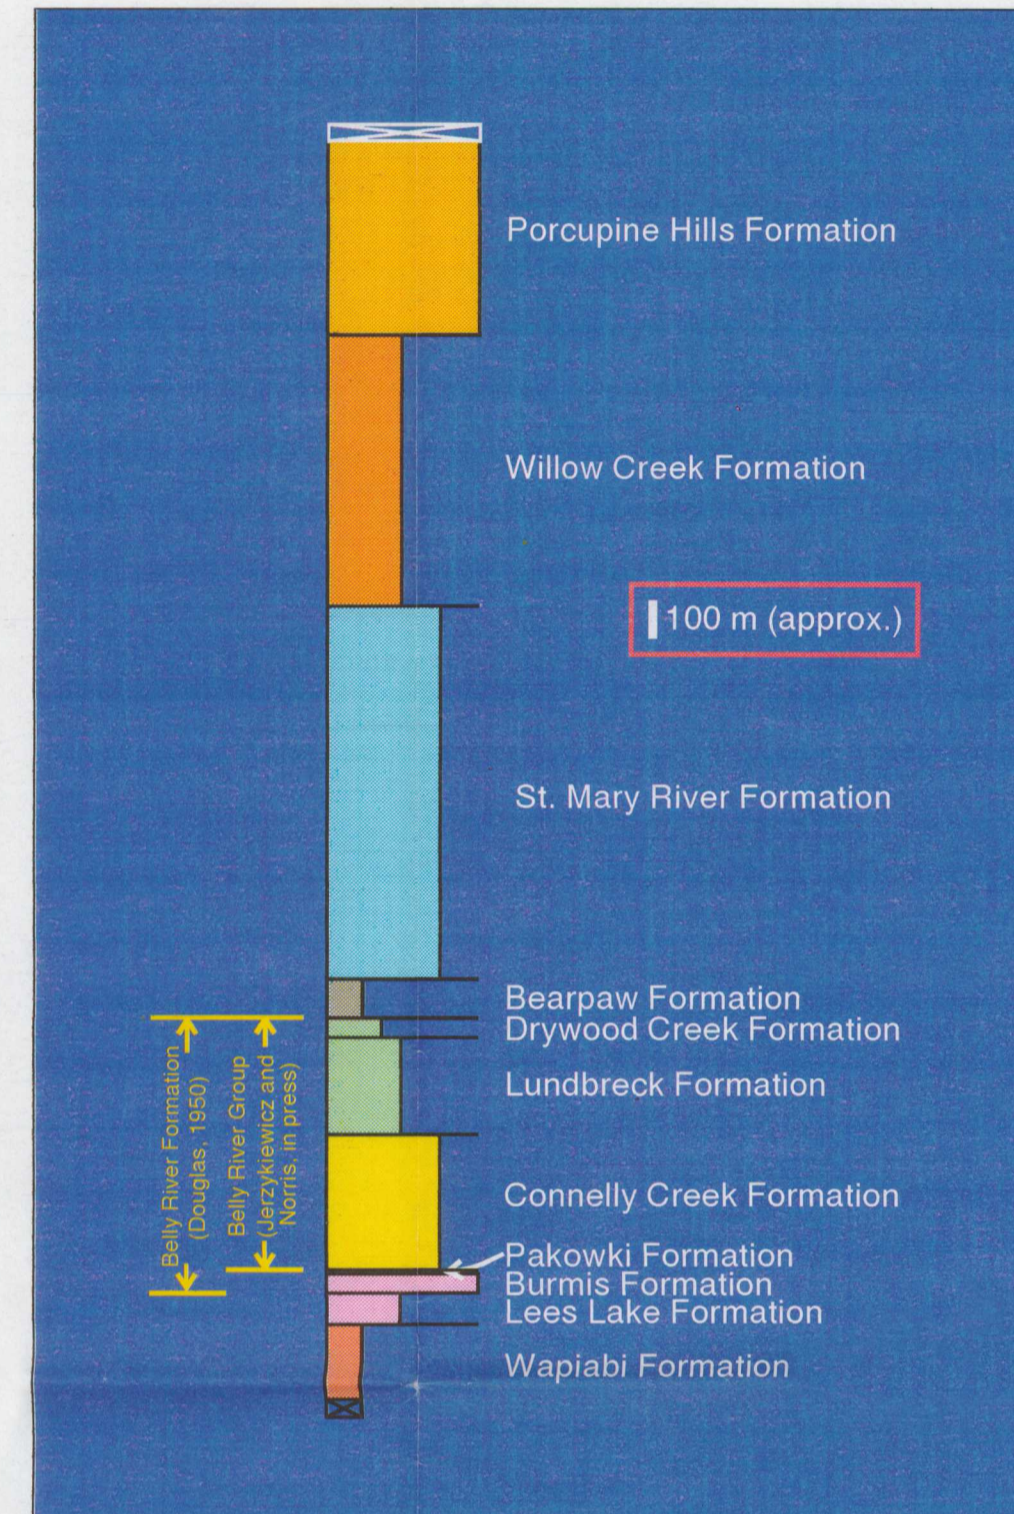 Porcupine Hills Formation
Willow Creek Formation
100 m (approx.)
St. Mary River Formation
Bearpaw Formation
Drywood Creek Formation
Lundbreck Formation
Connelly Creek Formation
Pakowki Formation
Burmis Formation
Lees Lake Formation
Wapiabi Formation
Belly River Formation
(Douglas, 1950)
Belly River Group
(Jerzykiewicz and
Norris, in press)